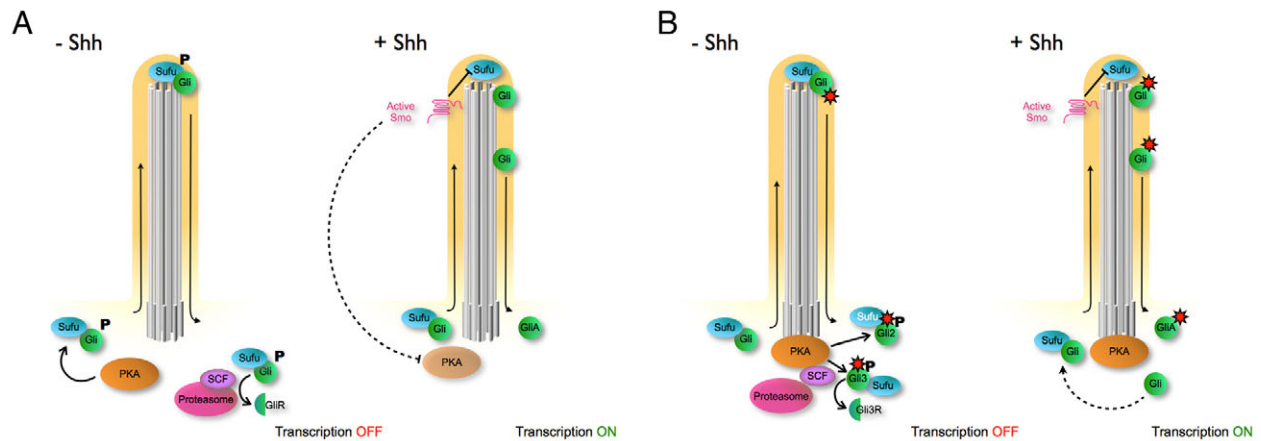 A
- Shh
P
Sufu
Gli
Sufu
P
Gli
PKA
Sufu
P
Gli
SCF
Proteasome
GliR
Transcription OFF
+ Shh
Sufu
Gli
Active
Smo
Gli
Sufu
Gli
GliA
PKA
Transcription ON
B
- Shh
Sufu
Gli
Sufu
Gli
Sufu
P
Gli2
PKA
P
SCF
Gli3
Sufu
Proteasome
Gli3R
Transcription OFF
+ Shh
Sufu
Gli
Active
Smo
Gli
GliA
Sufu
Gli
PKA
Gli
Transcription ON